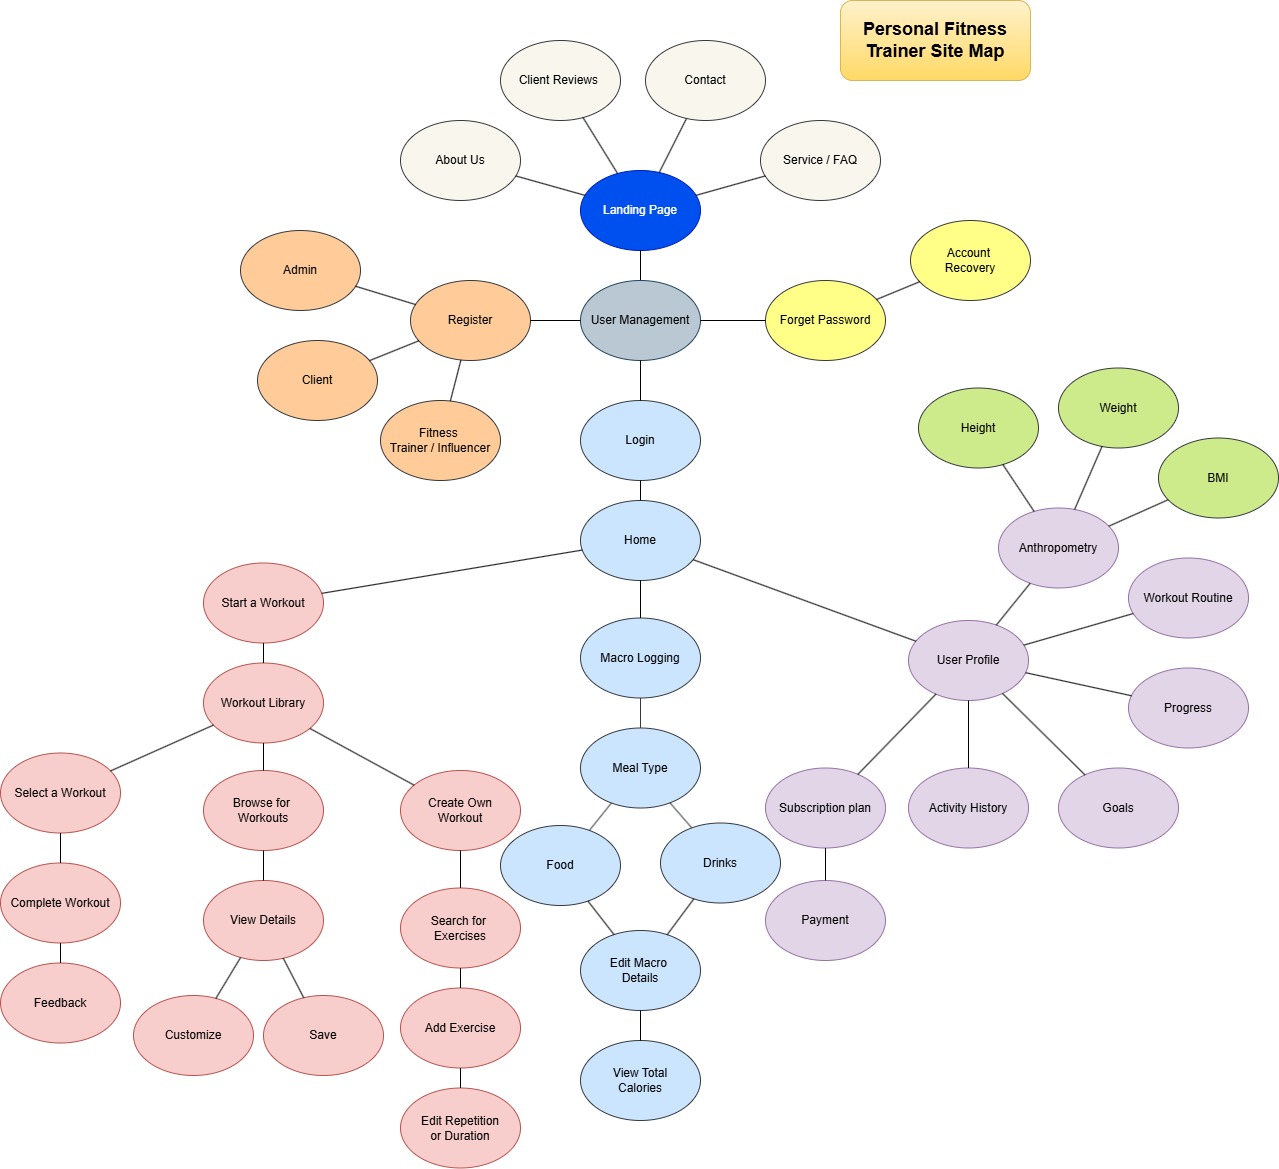 Personal Fitness
Trainer Site Map
Client Reviews
Contact
About Us
Service / FAQ
Landing Page
Account
Recovery
Admin
Register
User Management
Forget Password
Client
Fitness
Trainer / Influencer
Login
Height
Weight
BMI
Home
Anthropometry
Start a Workout
Workout Routine
Macro Logging
User Profile
Workout Library
Progress
Meal Type
Select a Workout
Browse for
Workouts
Create Own
Workout
Subscription plan
Activity History
Goals
Food
Drinks
Complete Workout
View Details
Search for
Exercises
Payment
Edit Macro
Details
Feedback
Customize
Save
Add Exercise
View Total
Calories
Edit Repetition
or Duration